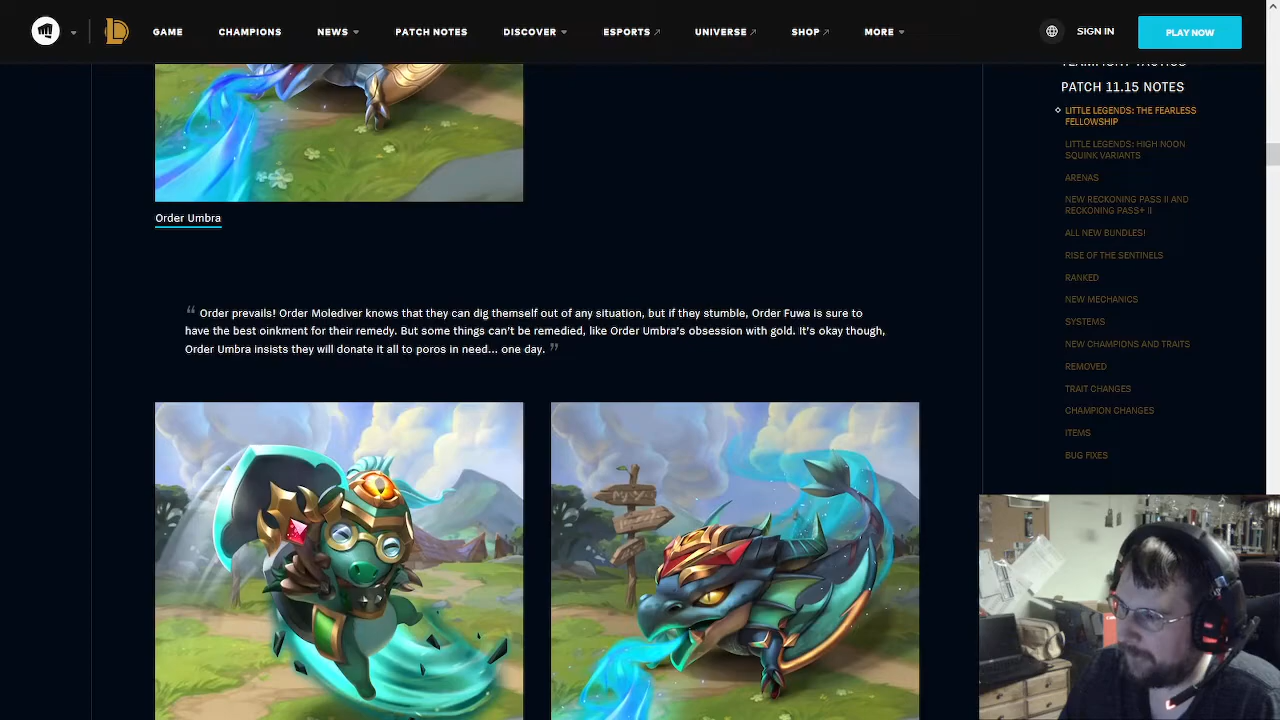 GAME
CHAMPIONS
NEWS
PATCH NOTES
DISCOVER
ESPORTS
UNIVERSE
SHOP
MORE
SIGN IN
PLAY NOW
Order Umbra
“ Order prevails! Order Molediver knows that they can dig themself out of any situation, but if they stumble, Order Fuwa is sure to
have the best oinkment for their remedy. But some things can't be remedied, like Order Umbra's obsession with gold. It's okay though,
Order Umbra insists they will donate it all to poros in need... one day. ”
TEAMFIGHT TACTICS
PATCH 11.15 NOTES
LITTLE LEGENDS: THE FEARLESS
FELLOWSHIP
LITTLE LEGENDS: HIGH NOON
SQUINK VARIANTS
ARENAS
NEW RECKONING PASS II AND
RECKONING PASS+ II
ALL NEW BUNDLES!
RISE OF THE SENTINELS
RANKED
NEW MECHANICS
SYSTEMS
NEW CHAMPIONS AND TRAITS
REMOVED
TRAIT CHANGES
CHAMPION CHANGES
ITEMS
BUG FIXES